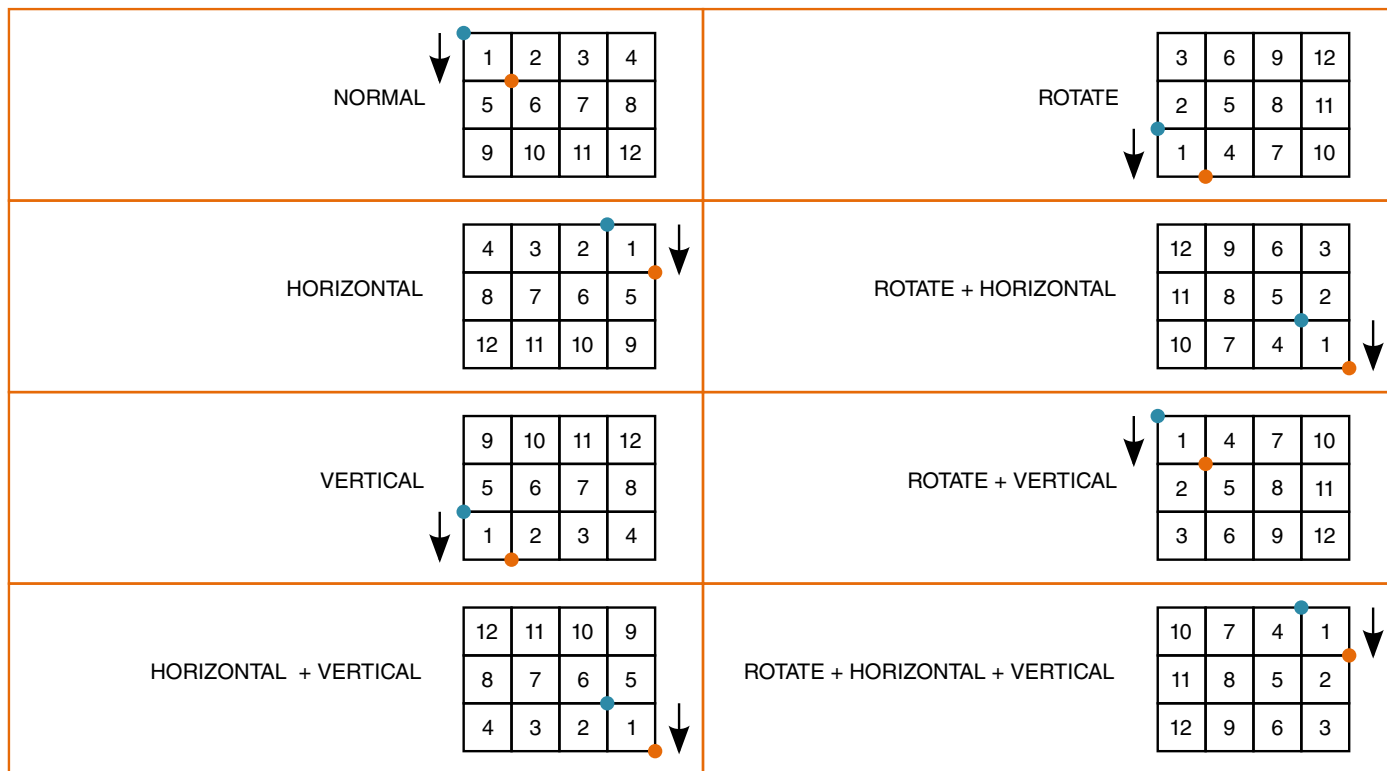 1 2 3 4
NORMAL
5 6 7 8
9 10 11 12
3 6 9 12
ROTATE
2 5 8 11
1 4 7 10
4 3 2 1
HORIZONTAL
8 7 6 5
12 11 10 9
12 9 6 3
ROTATE + HORIZONTAL
11 8 5 2
10 7 4 1
9 10 11 12
VERTICAL
5 6 7 8
1 2 3 4
1 4 7 10
ROTATE + VERTICAL
2 5 8 11
3 6 9 12
12 11 10 9
HORIZONTAL + VERTICAL
8 7 6 5
4 3 2 1
10 7 4 1
ROTATE + HORIZONTAL + VERTICAL
11 8 5 2
12 9 6 3